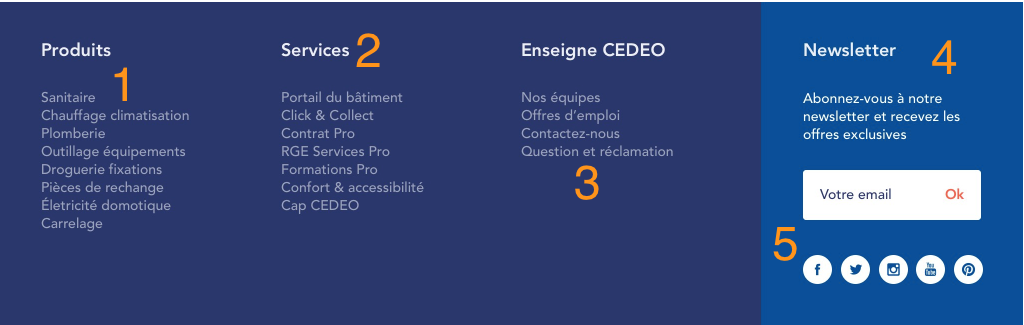 Produits
1
Sanitaire
Chauffage climatisation
Plomberie
Outillage équipements
Droguerie fixations
Pièces de rechange
Életricité domotique
Carrelage
Services
2
Portail du bâtiment
Click & Collect
Contrat Pro
RGE Services Pro
Formations Pro
Confort & accessibilité
Cap CEDEO
Enseigne CEDEO
Nos équipes
Offres d’emploi
Contactez-nous
Question et réclamation
3
Newsletter
4
Abonnez-vous à notre
newsletter et recevez les
offres exclusives
Votre email Ok
5
f You Tube